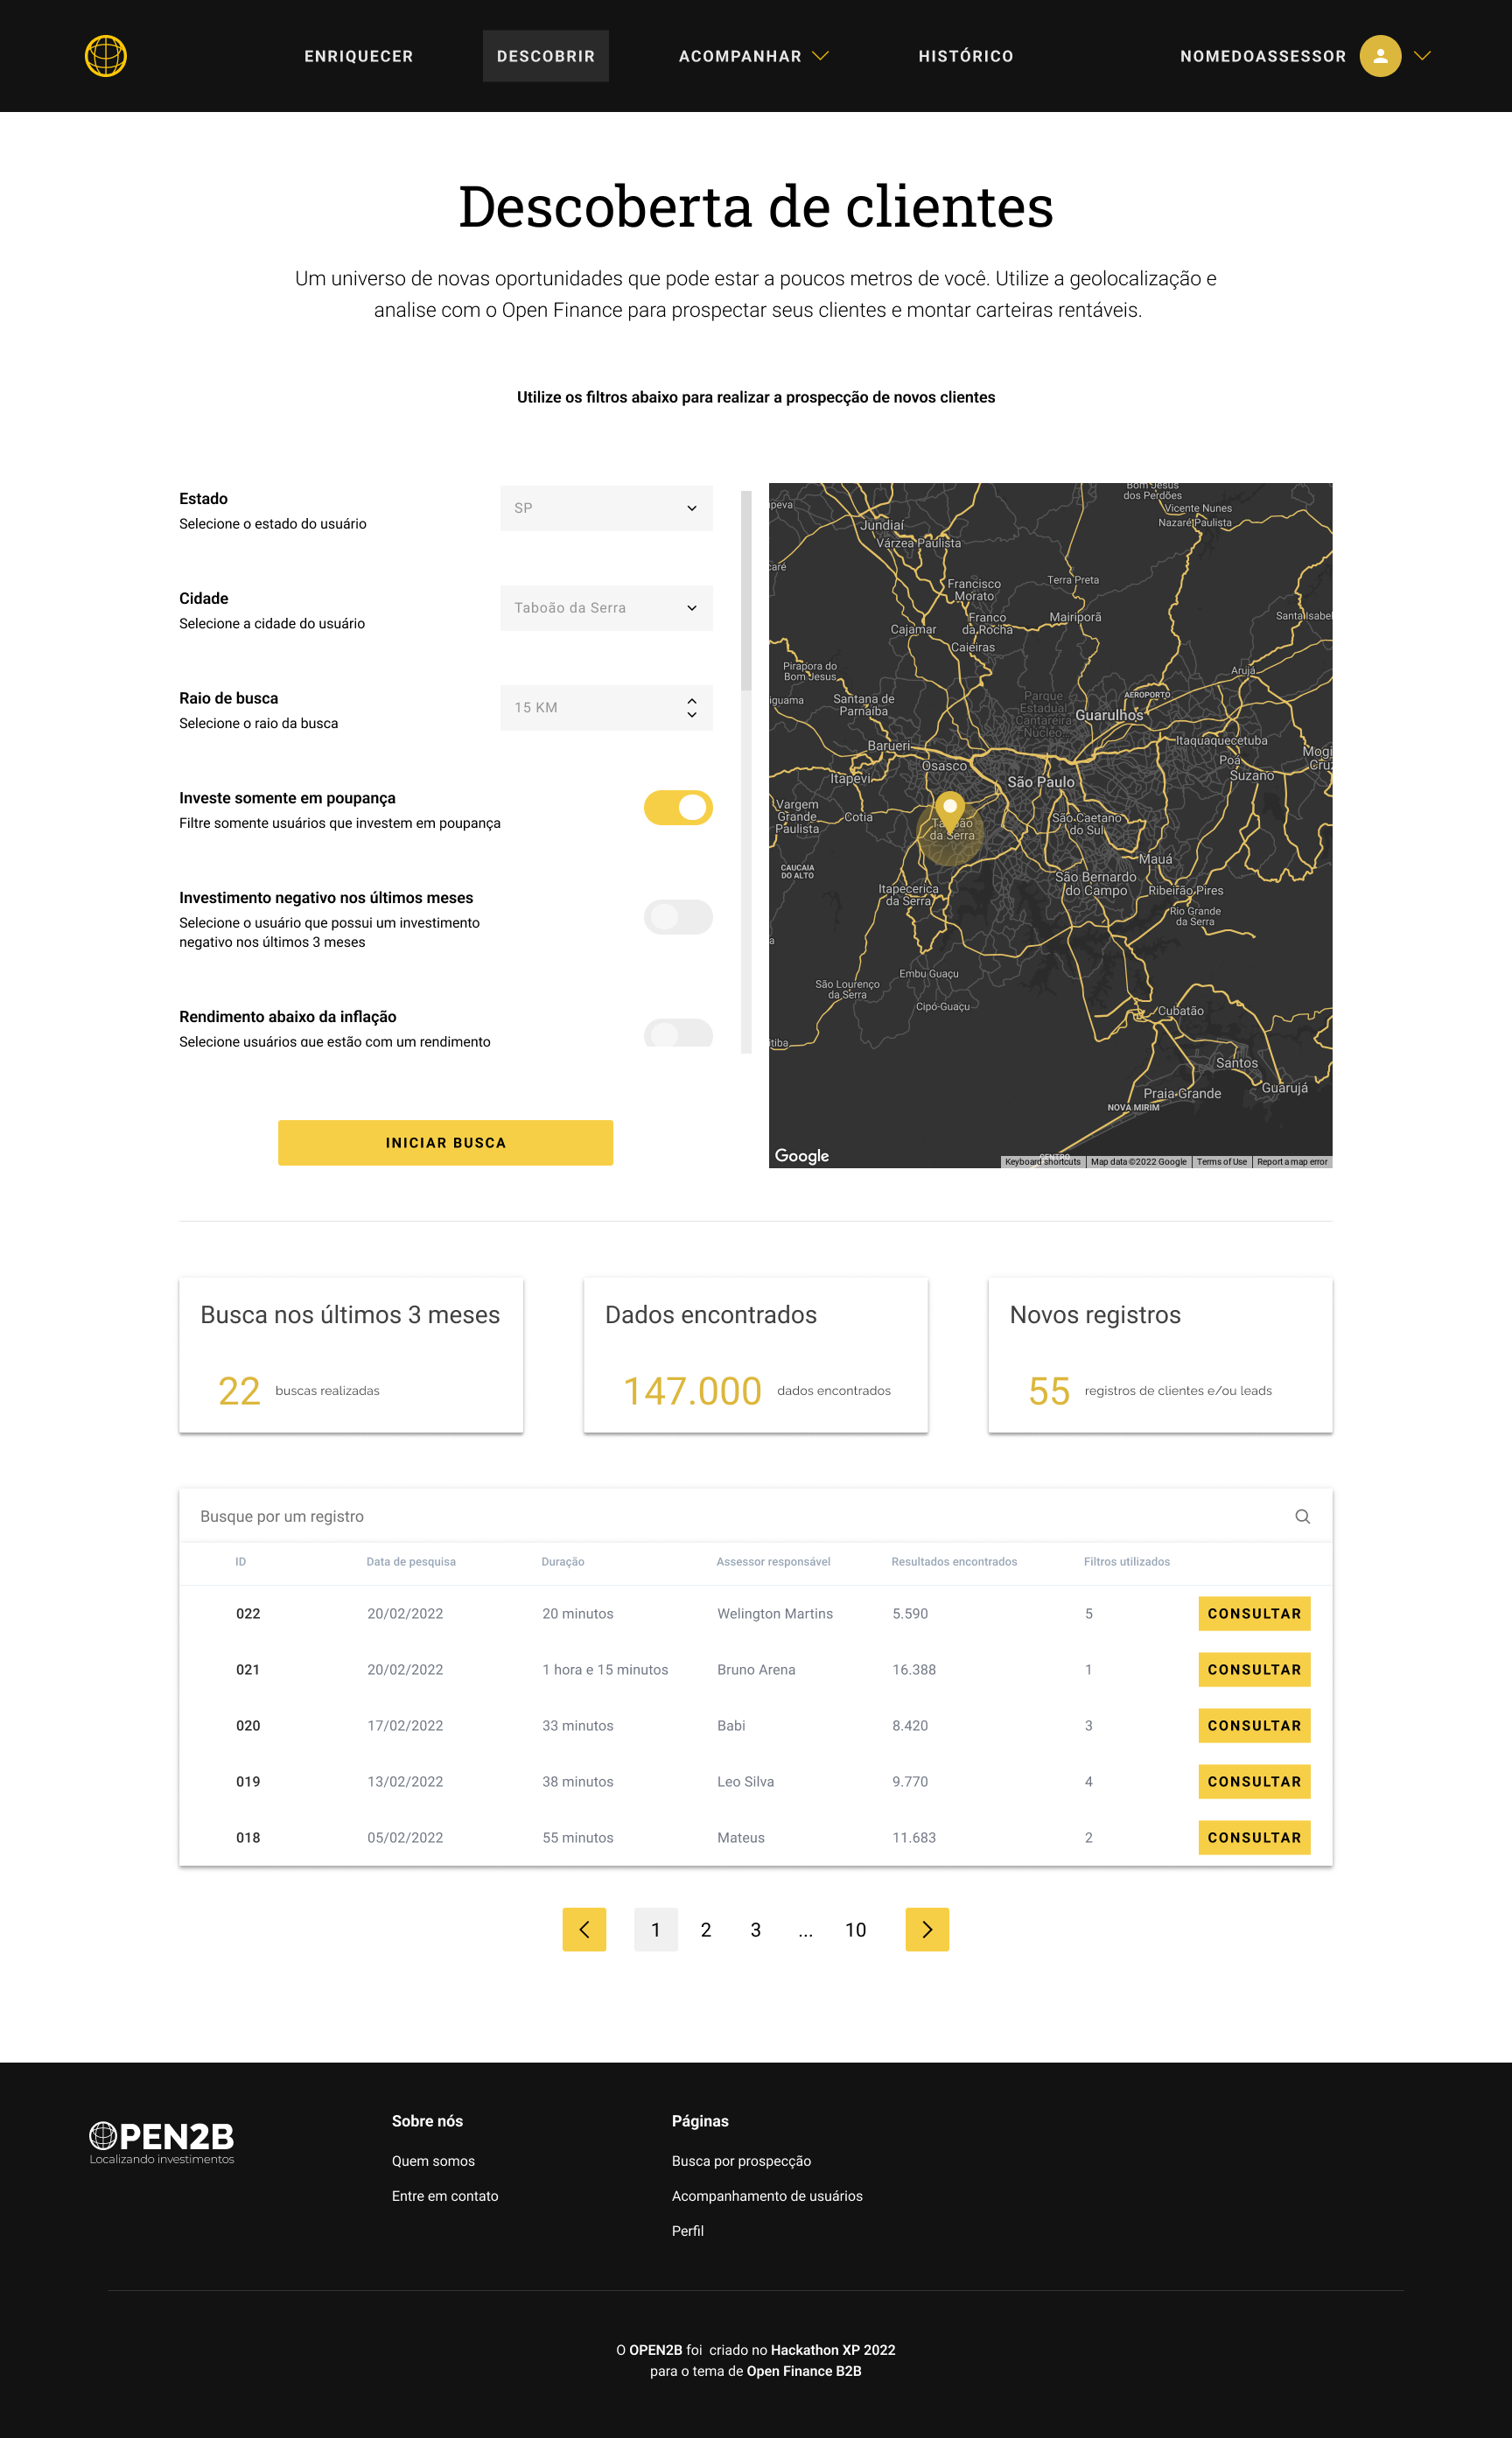 ENRIQUECER
DESCOBRIR
ACOMPANHAR
HISTÓRICO
NOMEDOASSESSOR
Descoberta de clientes
Um universo de novas oportunidades que pode estar a poucos metros de você. Utilize a geolocalização e
analise com o Open Finance para prospectar seus clientes e montar carteiras rentáveis.
Utilize os filtros abaixo para realizar a prospecção de novos clientes
Estado
Selecione o estado do usuário
SP
Cidade
Selecione a cidade do usuário
Taboão da Serra
Raio de busca
Selecione o raio da busca
15 KM
Investe somente em poupança
Filtre somente usuários que investem em poupança
Investimento negativo nos últimos meses
Selecione o usuário que possui um investimento
negativo nos últimos 3 meses
Rendimento abaixo da inflação
Selecione usuários que estão com um rendimento
INICIAR BUSCA
Bom Jesus
dos Perdões
Vicente Nunes
Nazaré Paulista
Jundiaí
Várzea Paulista
Francisco
Morato
Terra Preta
Franco
da Rocha
Mairiporã
Santa Isabel
Cajamar
Caieiras
Pirapora do
Bom Jesus
Arujá
Santana de
Parnaíba
Parque
Estadual
Cantareira
Núcleo...
AEROPORTO
Guarulhos
Barueri
Itaquaquecetuba
Osasco
Poá
Mogi
Cruz
Itapevi
São Paulo
Suzano
Vargem
Grande
Paulista
Cotia
Taboão
da Serra
São Caetano
do Sul
CAUCAIA
DO ALTO
Mauá
São Bernardo
do Campo
Ribeirão Pires
Itapecerica
da Serra
Rio Grande
da Serra
Embu Guaçu
São Lourenço
da Serra
Cipó-Guaçu
Cubatão
Santos
Guarujá
Praia Grande
NOVA MIRIM
CENTRO
Google
Keyboard shortcuts
Map data ©2022 Google
Terms of Use
Report a map error
Busca nos últimos 3 meses
22 buscas realizadas
Dados encontrados
147.000 dados encontrados
Novos registros
55 registros de clientes e/ou leads
Busque por um registro
ID Data de pesquisa Duração Assessor responsável Resultados encontrados Filtros utilizados
022 20/02/2022 20 minutos Welington Martins 5.590 5 CONSULTAR
021 20/02/2022 1 hora e 15 minutos Bruno Arena 16.388 1 CONSULTAR
020 17/02/2022 33 minutos Babi 8.420 3 CONSULTAR
019 13/02/2022 38 minutos Leo Silva 9.770 4 CONSULTAR
018 05/02/2022 55 minutos Mateus 11.683 2 CONSULTAR
1 2 3 ... 10
OPEN2B
Localizando investimentos
Sobre nós
Quem somos
Entre em contato
Páginas
Busca por prospecção
Acompanhamento de usuários
Perfil
O OPEN2B foi criado no Hackathon XP 2022
para o tema de Open Finance B2B